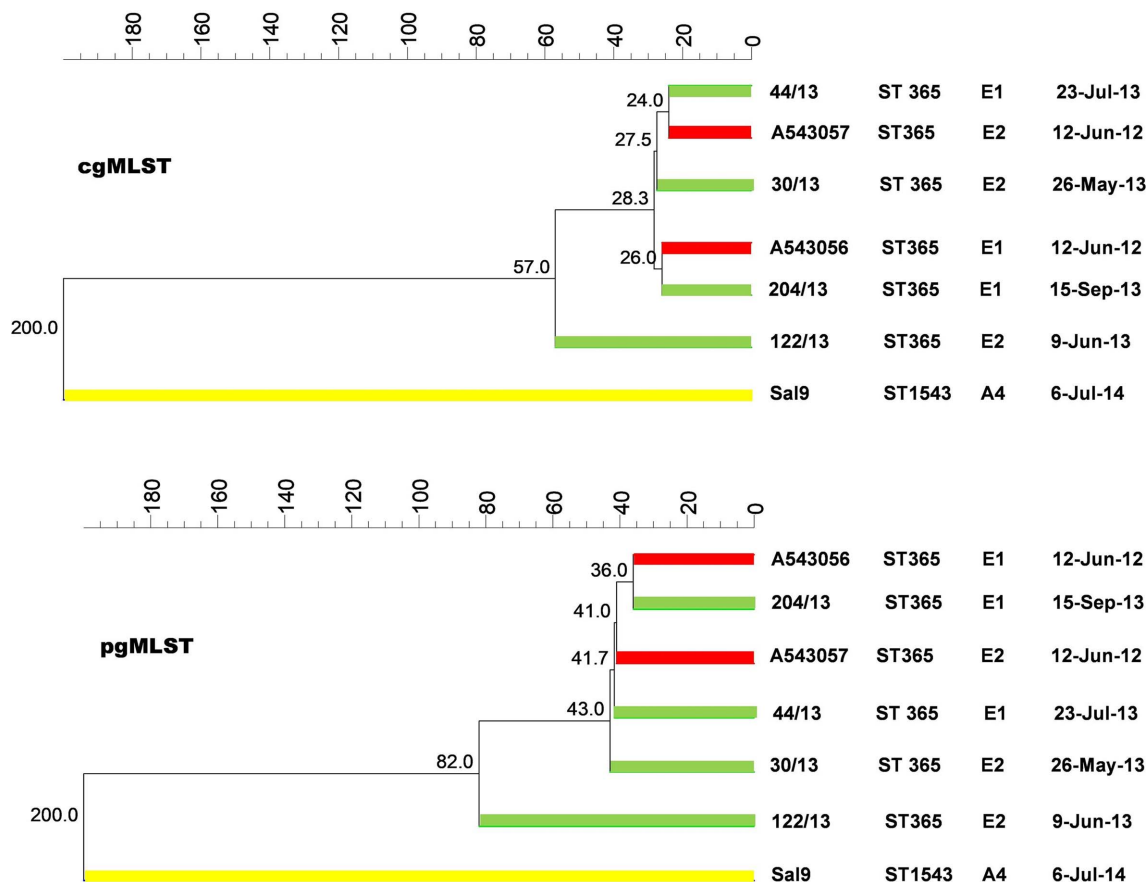 180 160 140 120 100 80 60 40 20 0
24.0 44/13 ST 365 E1 23-Jul-13
27.5 A543057 ST365 E2 12-Jun-12
cgMLST
30/13 ST 365 E2 26-May-13
28.3
26.0 A543056 ST365 E1 12-Jun-12
57.0 204/13 ST365 E1 15-Sep-13
200.0 122/13 ST365 E2 9-Jun-13
Sal9 ST1543 A4 6-Jul-14
180 160 140 120 100 80 60 40 20 0
36.0 A543056 ST365 E1 12-Jun-12
41.0 204/13 ST365 E1 15-Sep-13
pgMLST
41.7 A543057 ST365 E2 12-Jun-12
43.0 44/13 ST 365 E1 23-Jul-13
82.0 30/13 ST 365 E2 26-May-13
200.0 122/13 ST365 E2 9-Jun-13
Sal9 ST1543 A4 6-Jul-14